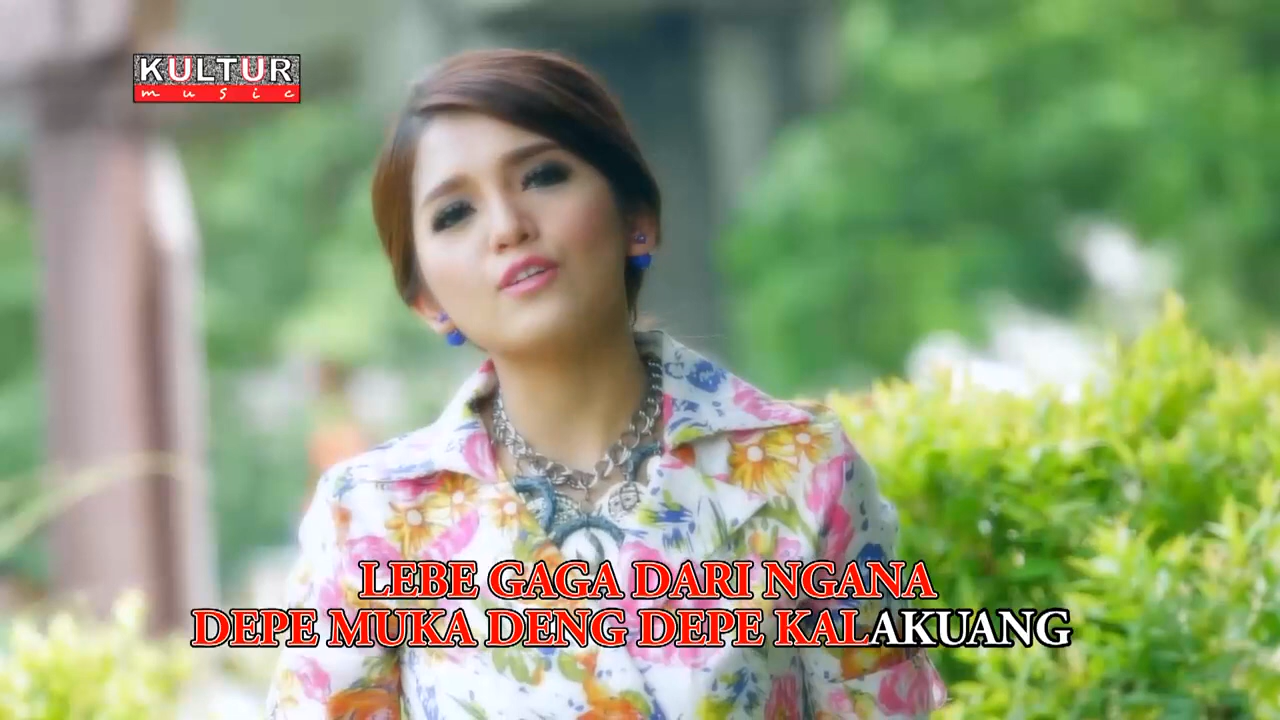 KULTUR
music
LEBE GAGA DARI NGANA
DEPE MUKA DENG DEPE KALAKUANG